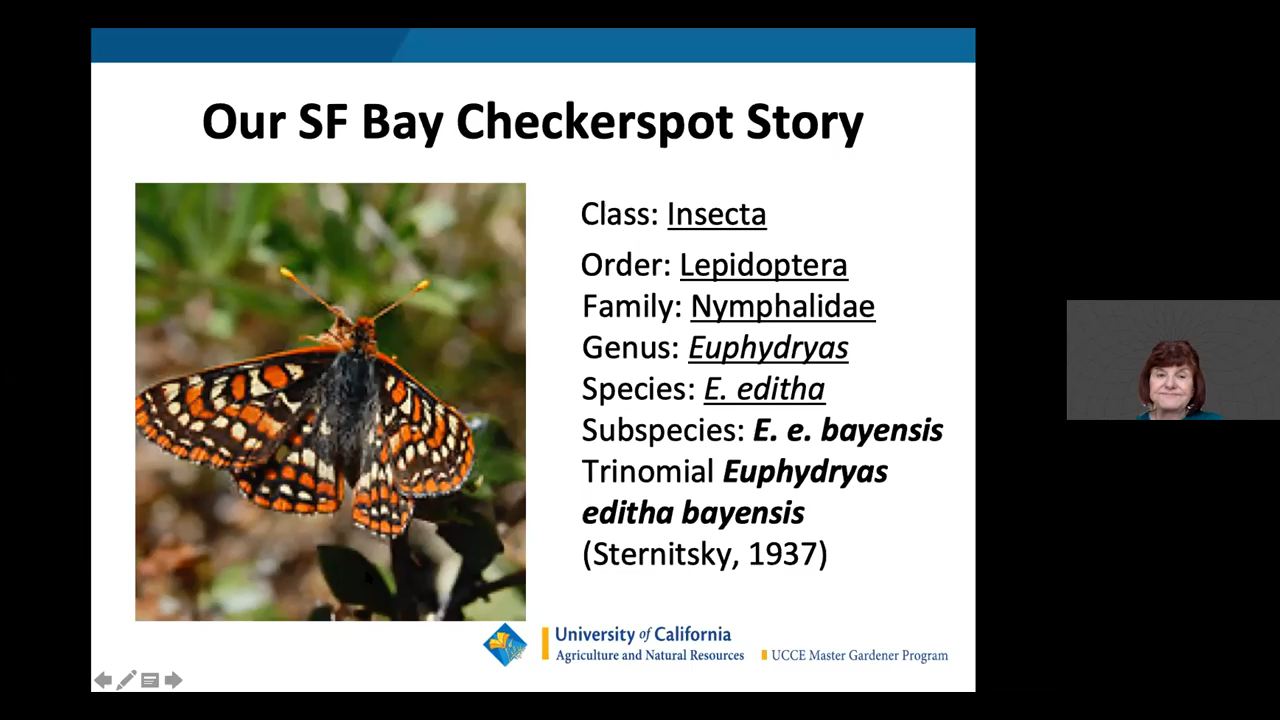 Our SF Bay Checkerspot Story
Class: Insecta
Order: Lepidoptera
Family: Nymphalidae
Genus: Euphydryas
Species: E. editha
Subspecies: E. e. bayensis
Trinomial Euphydryas
editha bayensis
(Sternitsky, 1937)
University of California
Agriculture and Natural Resources
UCCE Master Gardener Program